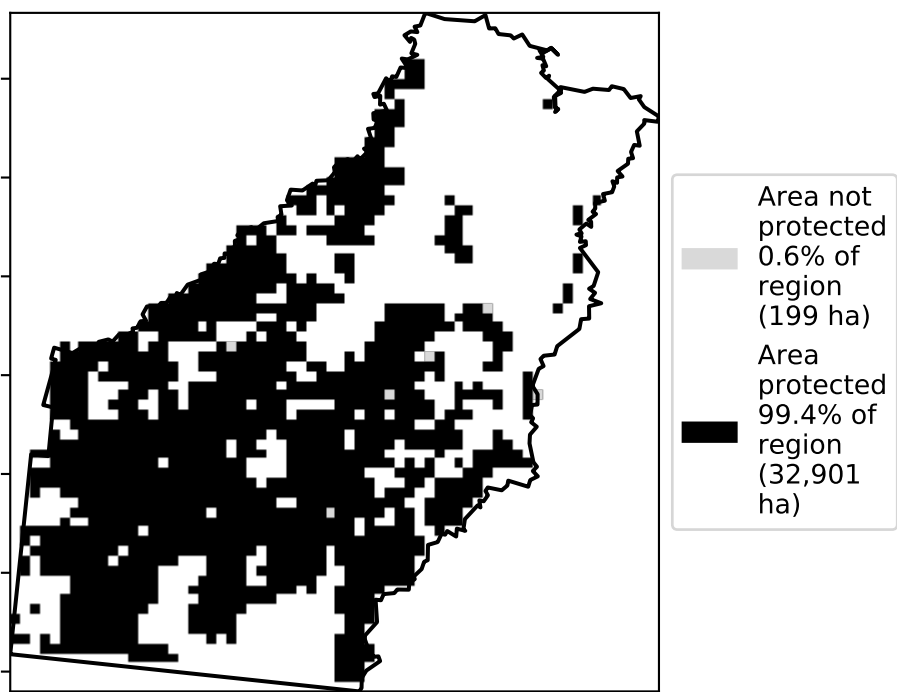 Area not
protected
0.6% of
region
(199 ha)
Area
protected
99.4% of
region
(32,901
ha)